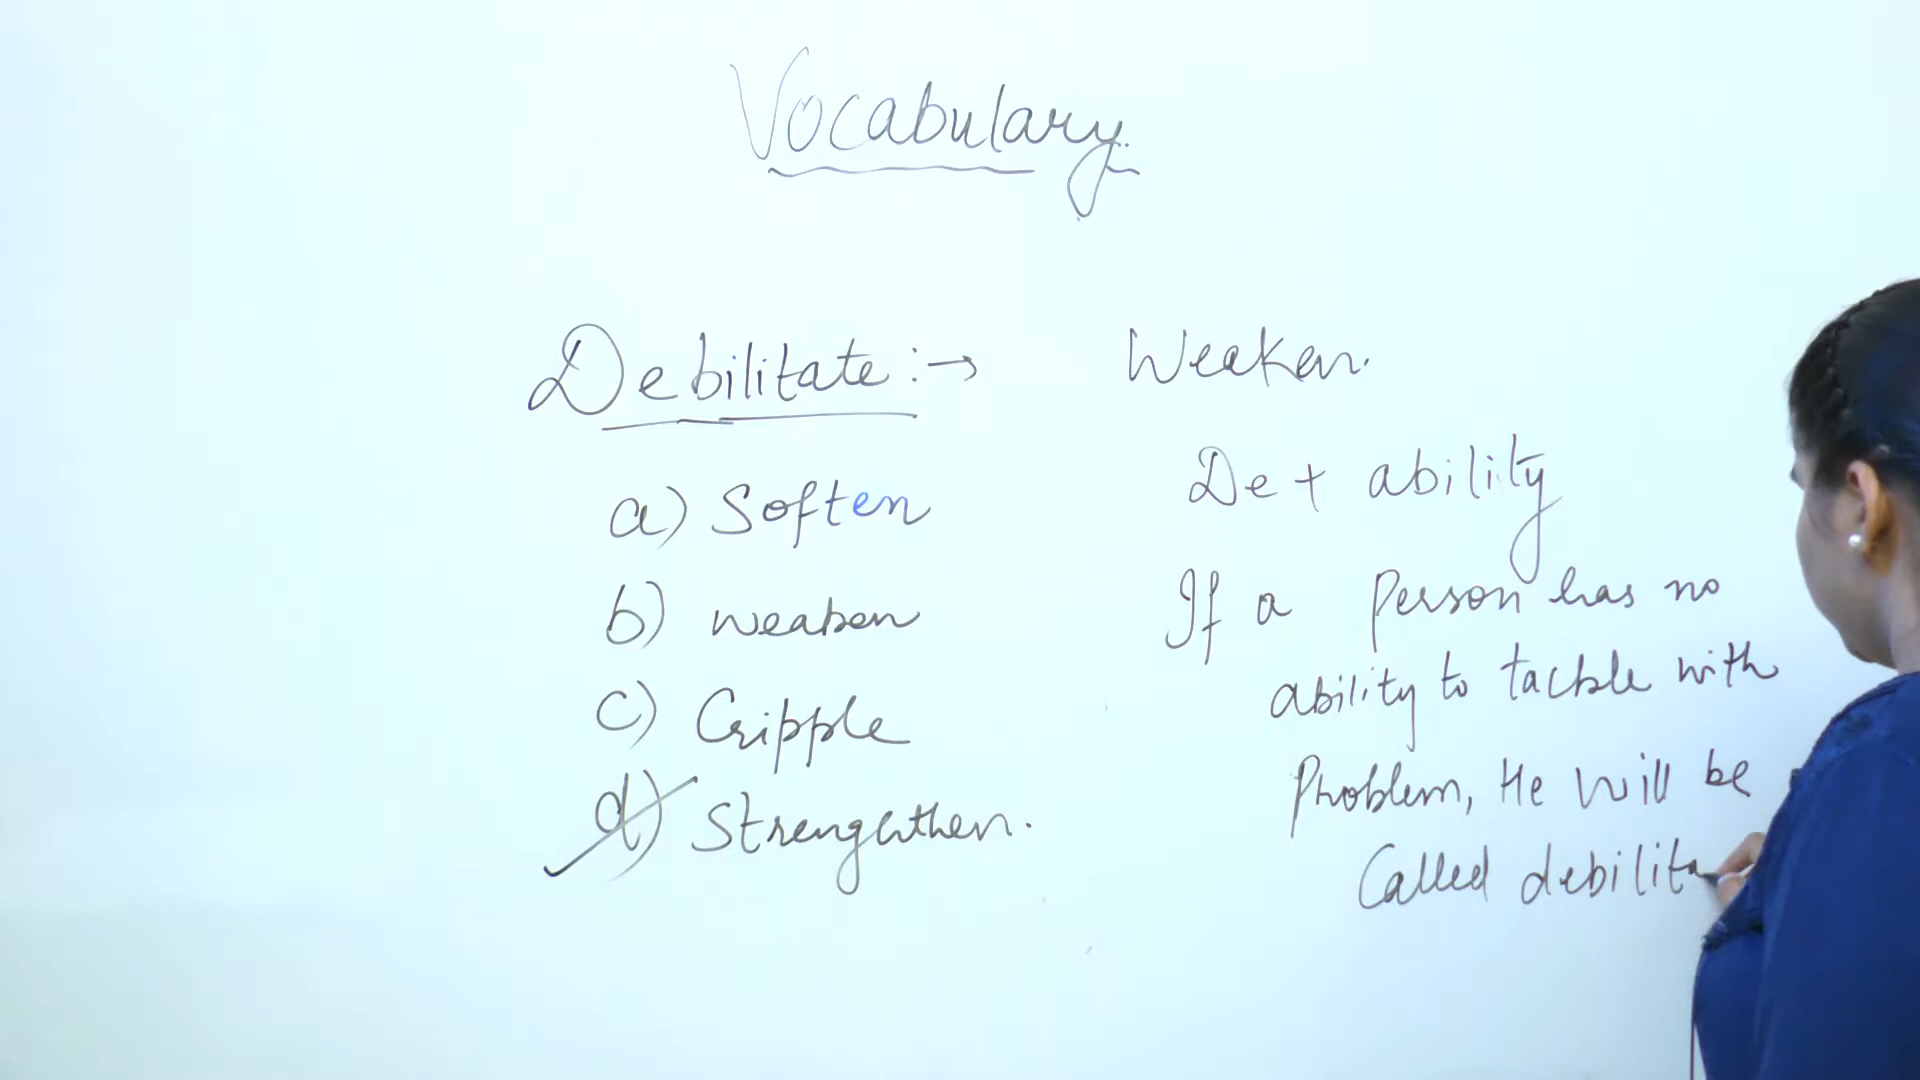 Vocabulary
Debilitate :→ Weaken.
a) Soften
b) weaken
c) Cripple
d) Strengthen.
De + ability
If a Person has no
ability to tackle with
Problem, He will be
Called debilita